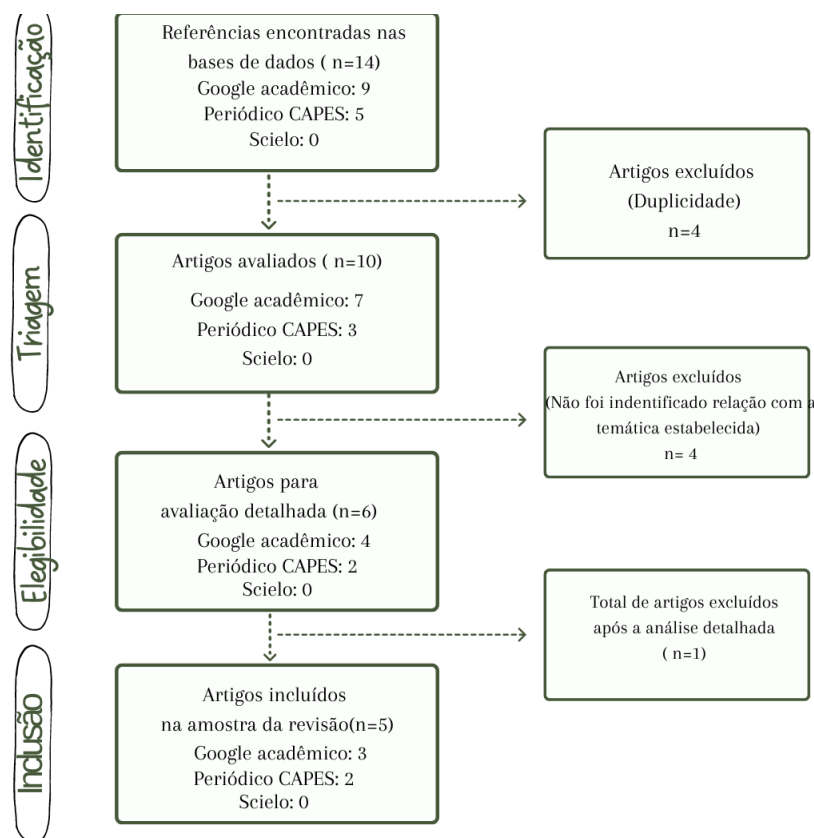 Identificação
Referências encontradas nas
bases de dados ( n=14)
Google acadêmico: 9
Periódico CAPES: 5
Scielo: 0
Artigos excluídos
(Duplicidade)
n=4
Triagem
Artigos avaliados ( n=10)
Google acadêmico: 7
Periódico CAPES: 3
Scielo: 0
Artigos excluídos
(Não foi indentificado relação com a
temática estabelecida)
n= 4
Elegibilidade
Artigos para
avaliação detalhada (n=6)
Google acadêmico: 4
Periódico CAPES: 2
Scielo: 0
Total de artigos excluídos
após a análise detalhada
( n=1)
Inclusão
Artigos incluídos
na amostra da revisão(n=5)
Google acadêmico: 3
Periódico CAPES: 2
Scielo: 0